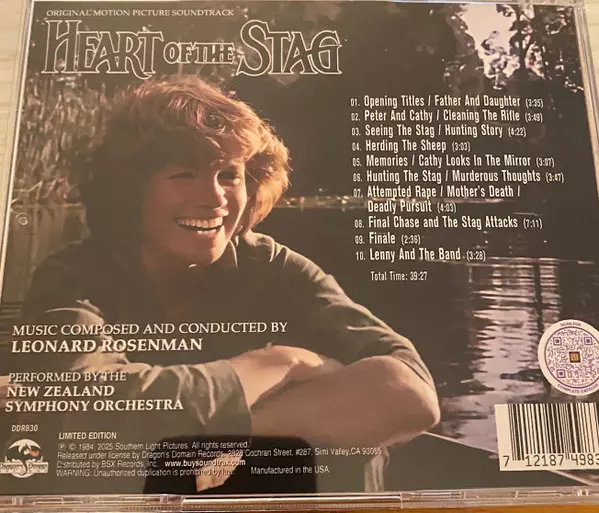 ORIGINAL MOTION PICTURE SOUNDTRACK
HEART OF THE STAG
01. Opening Titles / Father And Daughter (3:35)
02. Peter And Cathy / Cleaning The Rifle (3:49)
03. Seeing The Stag / Hunting Story (4:22)
04. Herding The Sheep (3:03)
05. Memories / Cathy Looks In The Mirror (3:07)
06. Hunting The Stag / Murderous Thoughts (3:47)
07. Attempted Rape / Mother's Death /
Deadly Pursuit (4:03)
08. Final Chase and The Stag Attacks (7:11)
09. Finale (2:36)
10. Lenny And The Band (3:28)
Total Time: 39:27
MUSIC COMPOSED AND CONDUCTED BY
LEONARD ROSENMAN
PERFORMED BY THE
NEW ZEALAND
SYMPHONY ORCHESTRA
DDR830
LIMITED EDITION
℗ © 1984, 2025 Southern Light Pictures. All rights reserved.
Released under license by Dragon's Domain Records, 2828 Cochran Street, #287, Simi Valley, CA 93065
Distributed by BSX Records, Inc. www.buysoundtrax.com Manufactured in the USA.
WARNING: Unauthorized duplication is prohibited by law.
7 12187 4983